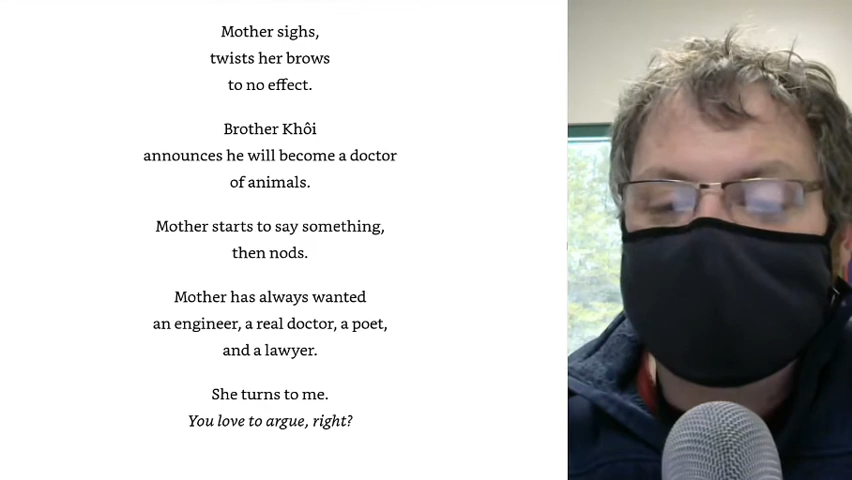 Mother sighs,
twists her brows
to no effect.
Brother Khôi
announces he will become a doctor
of animals.
Mother starts to say something,
then nods.
Mother has always wanted
an engineer, a real doctor, a poet,
and a lawyer.
She turns to me.
You love to argue, right?